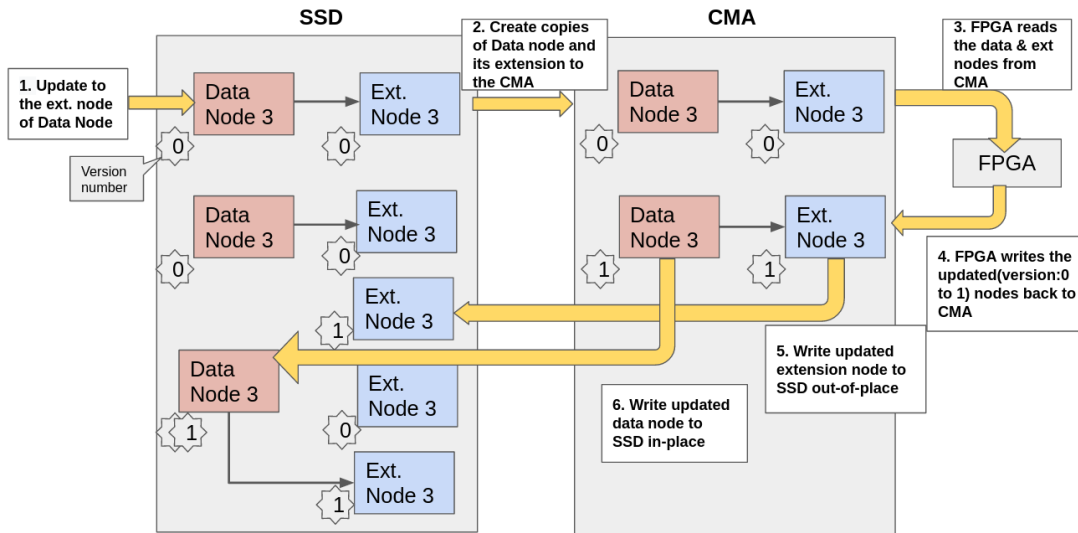 SSD
CMA
1. Update to
the ext. node
of Data Node
Data
Node 3
Ext.
Node 3
0
0
Version
number
2. Create copies
of Data node and
its extension to
the CMA
Data
Node 3
Ext.
Node 3
0
0
3. FPGA reads
the data & ext
nodes from
CMA
FPGA
Data
Node 3
Ext.
Node 3
0
0
Data
Node 3
Ext.
Node 3
1
1
4. FPGA writes the
updated(version:0
to 1) nodes back to
CMA
Ext.
Node 3
1
5. Write updated
extension node to
SSD out-of-place
Data
Node 3
1
Ext.
Node 3
0
6. Write updated
data node to
SSD in-place
Ext.
Node 3
1